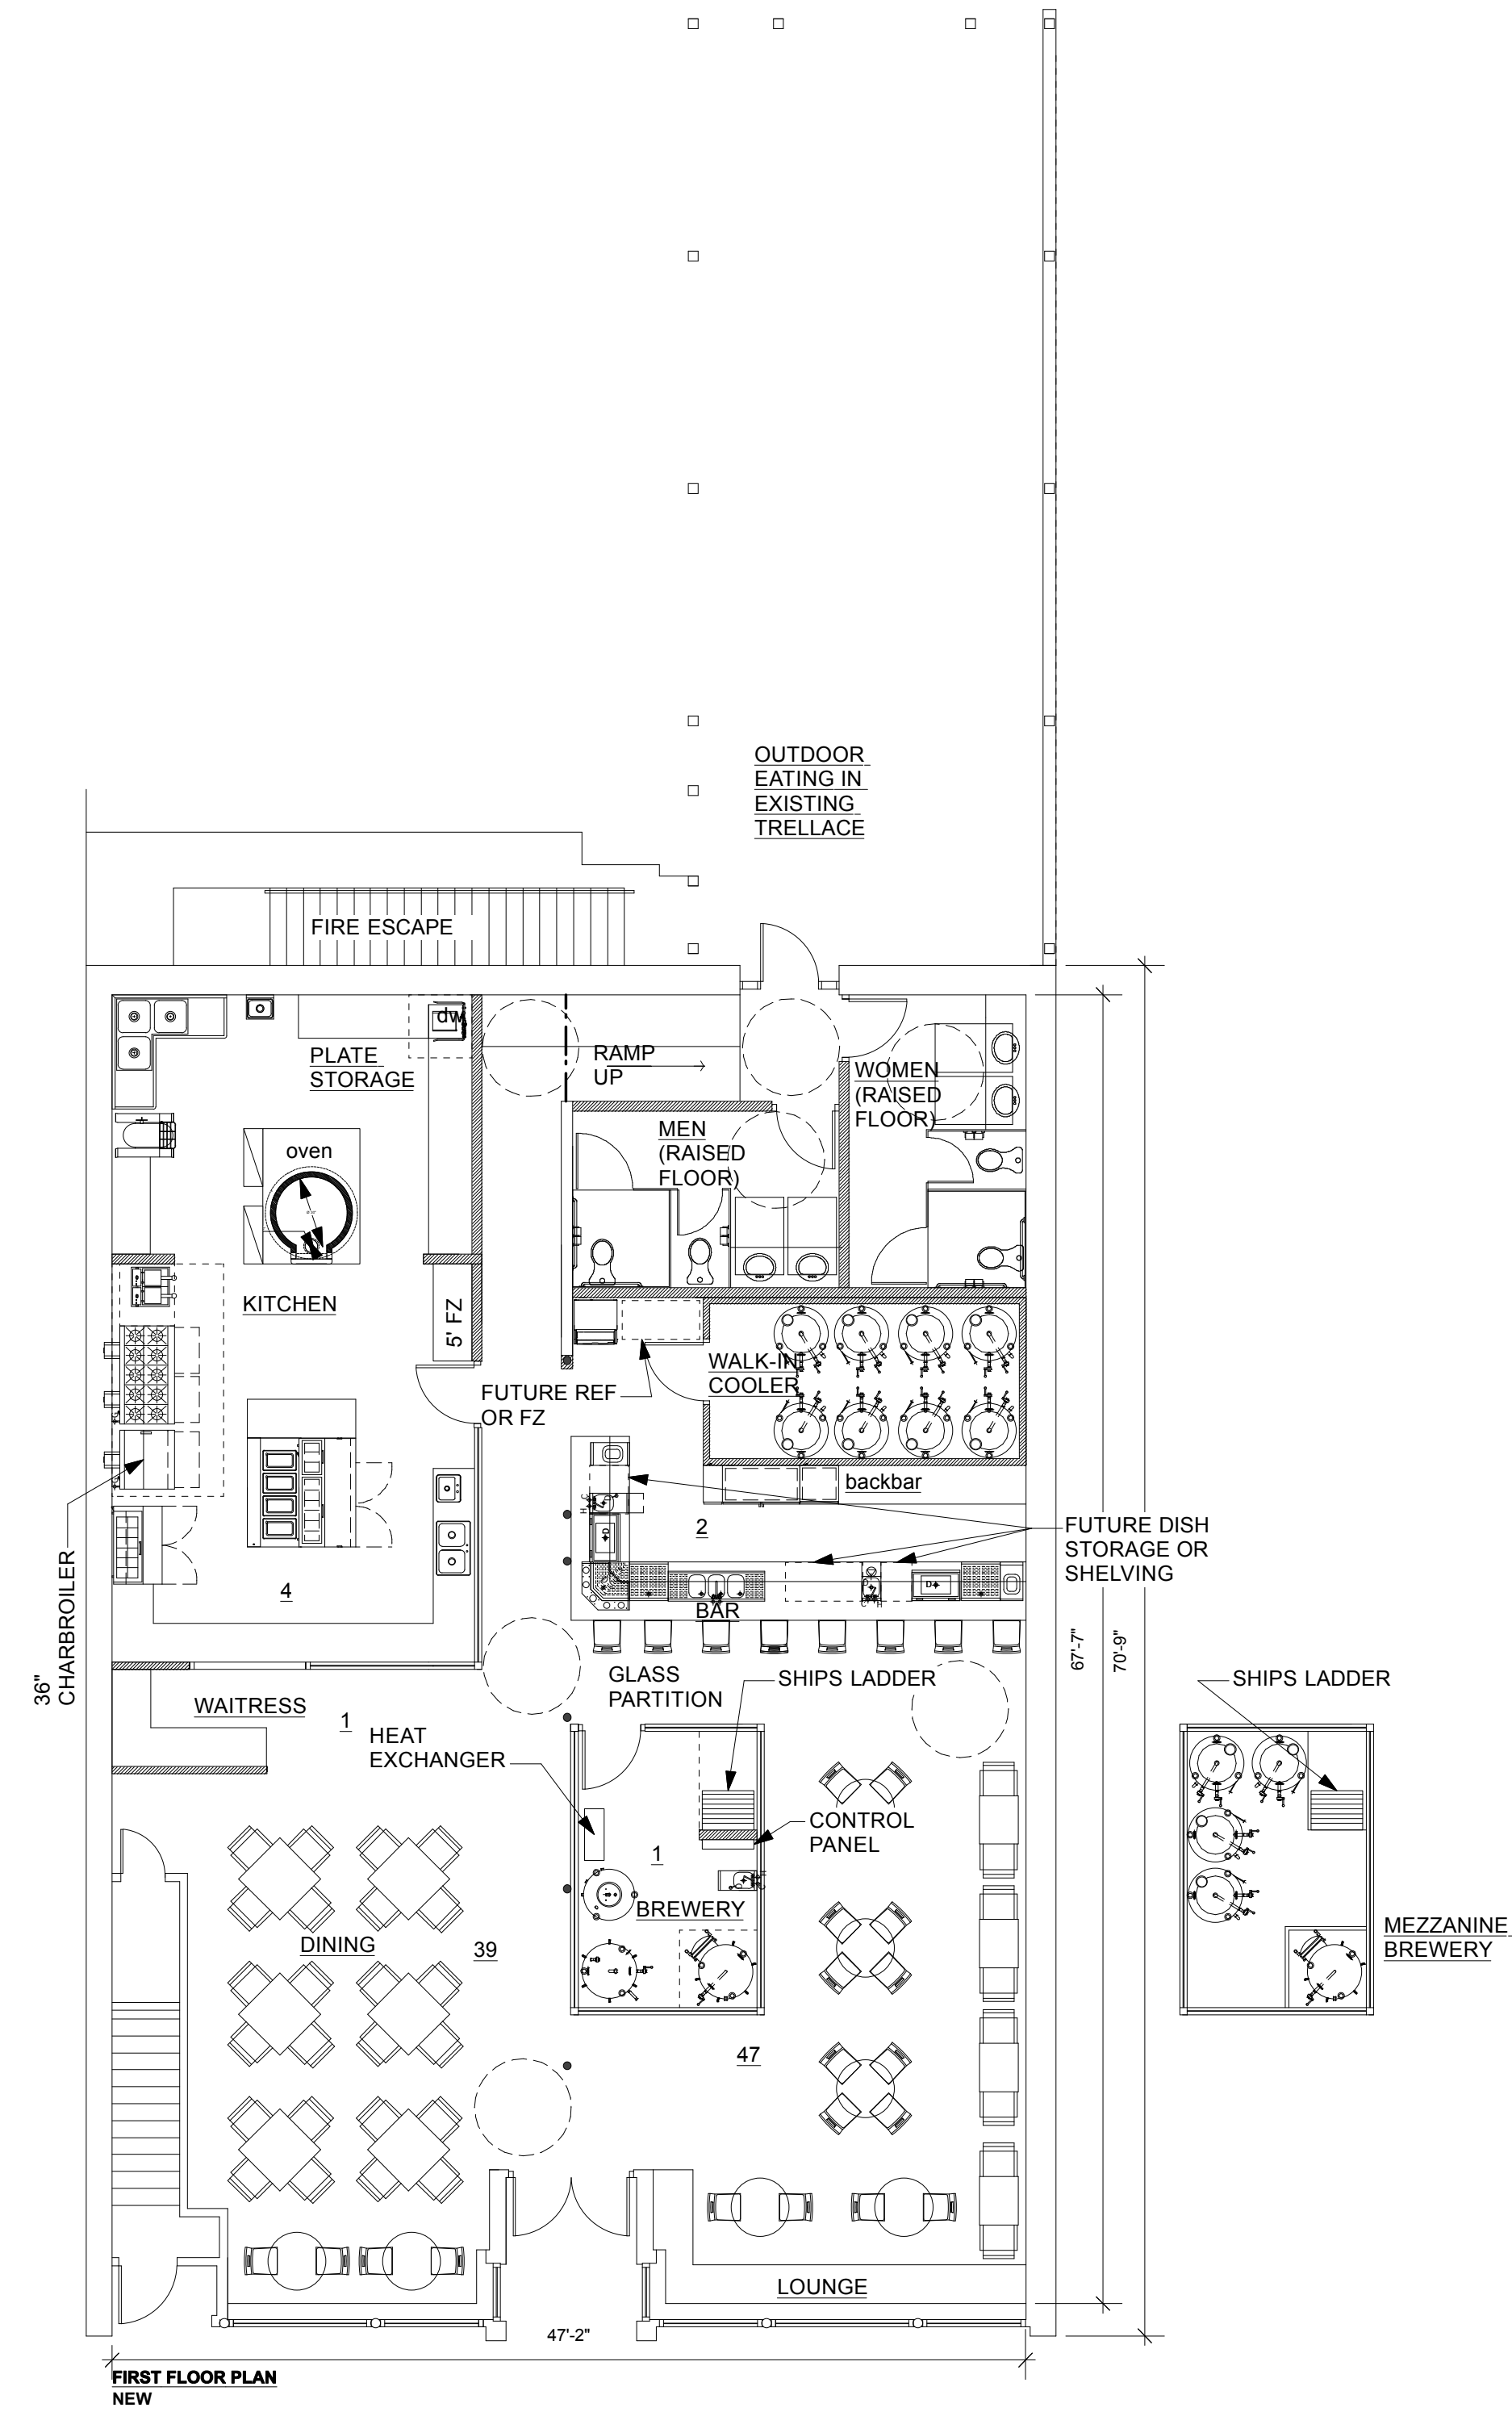 OUTDOOR
EATING IN
EXISTING
TRELLACE
FIRE ESCAPE
dw
PLATE
STORAGE
RAMP
UP
WOMEN
(RAISED
FLOOR)
MEN
(RAISED
FLOOR)
oven
KITCHEN
5' FZ
WALK-IN
COOLER
FUTURE REF
OR FZ
backbar
2
FUTURE DISH
STORAGE OR
SHELVING
36"
CHARBROILER
4
BAR
67'-7"
70'-9"
GLASS
PARTITION
SHIPS LADDER
SHIPS LADDER
WAITRESS
1
HEAT
EXCHANGER
CONTROL
PANEL
1
BREWERY
DINING
39
MEZZANINE
BREWERY
47
LOUNGE
47'-2"
FIRST FLOOR PLAN
NEW